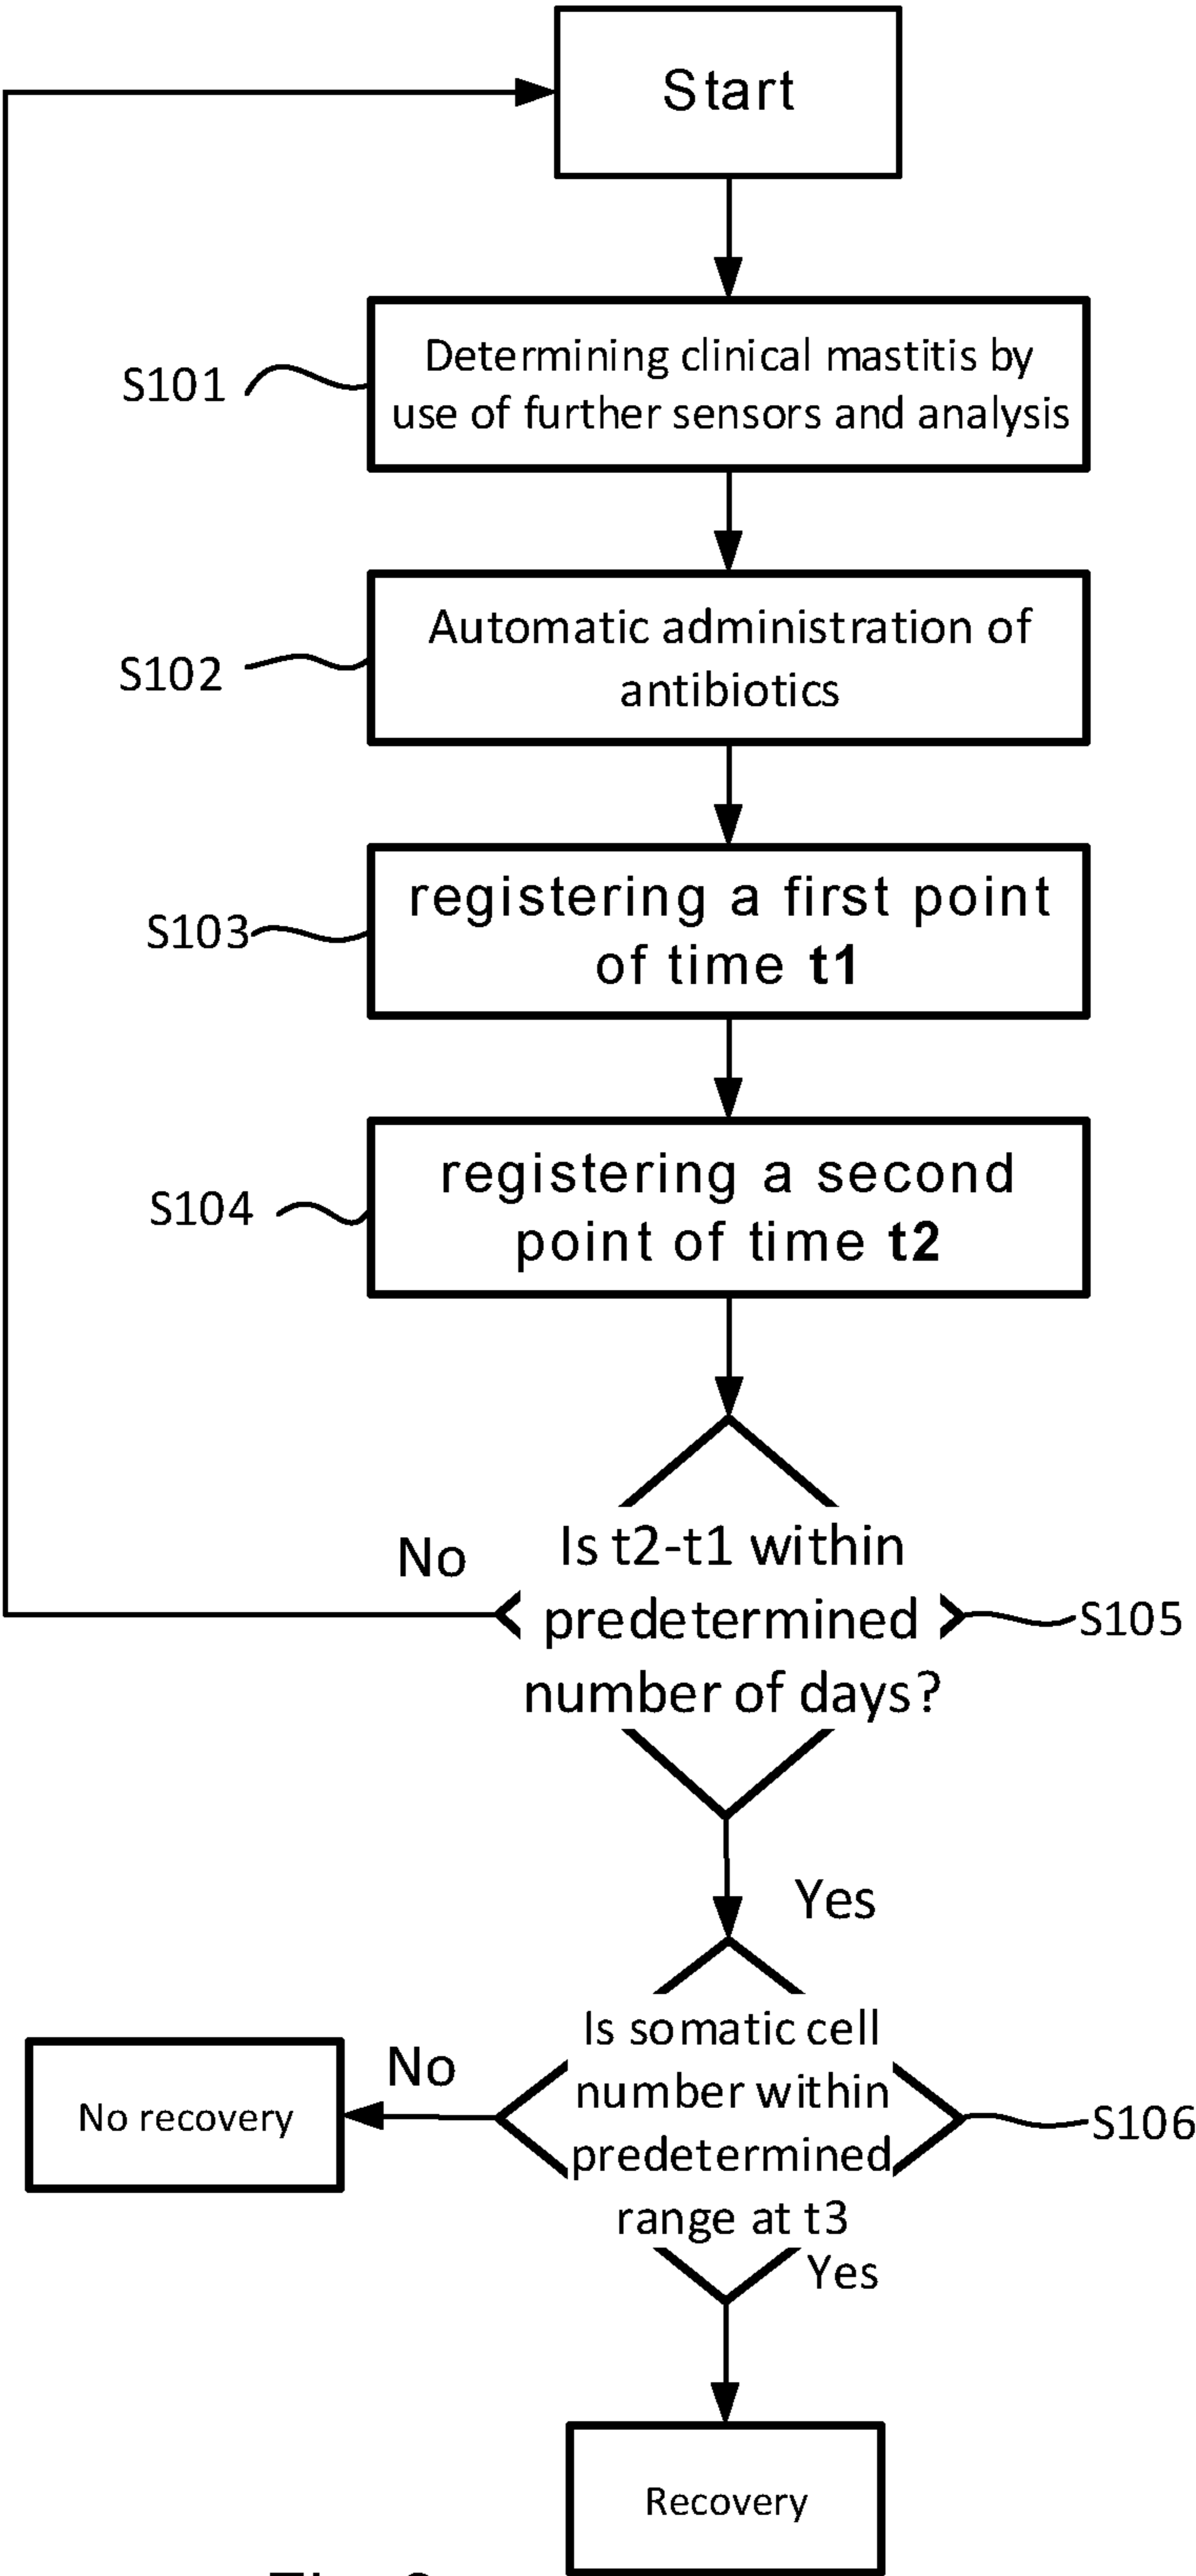 Start
S101
Determining clinical mastitis by
use of further sensors and analysis
S102
Automatic administration of
antibiotics
S103
registering a first point
of time t1
S104
registering a second
point of time t2
No
Is t2-t1 within
predetermined
number of days?
S105
Yes
No recovery
No
Is somatic cell
number within
predetermined
range at t3
S106
Yes
Recovery